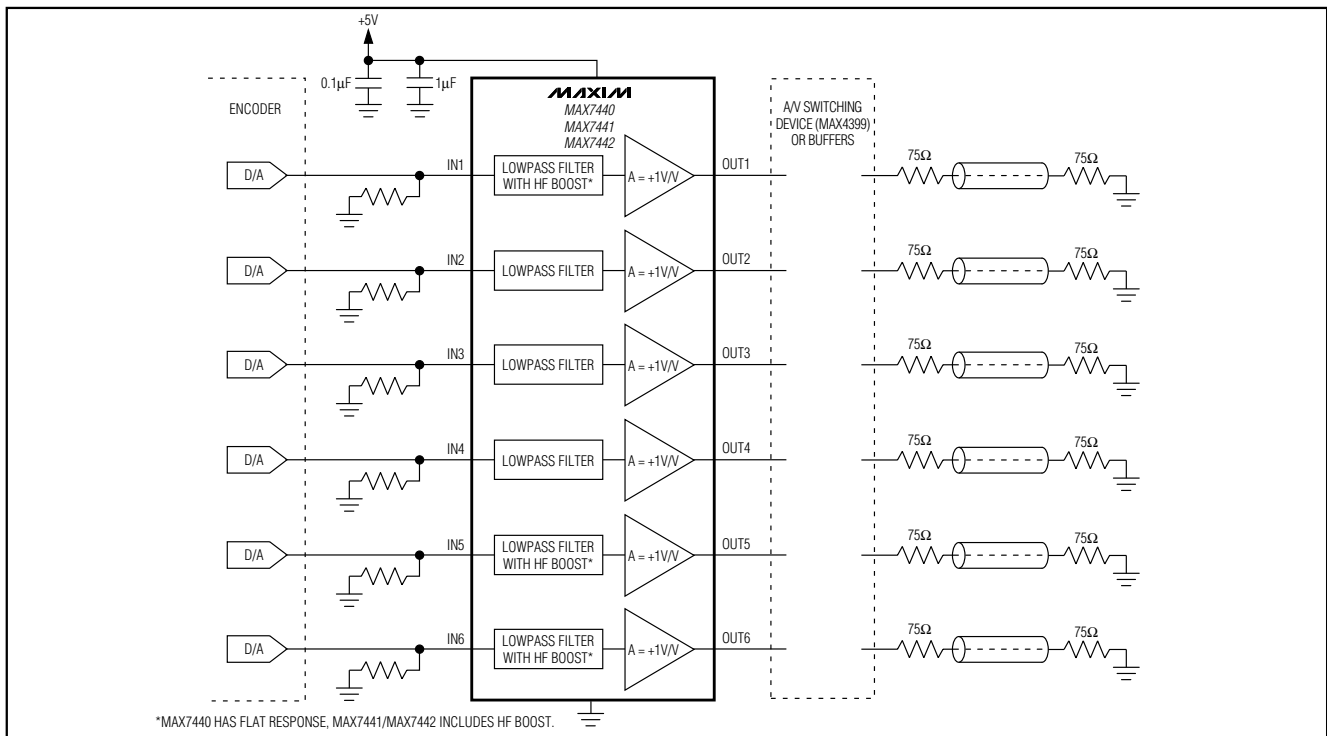 +5V
0.1µF
1µF
ENCODER
MAXIM
MAX7440
MAX7441
MAX7442
A/V SWITCHING
DEVICE (MAX4399)
OR BUFFERS
D/A
IN1
LOWPASS FILTER
WITH HF BOOST*
A = +1V/V
OUT1
75Ω
75Ω
D/A
IN2
LOWPASS FILTER
A = +1V/V
OUT2
75Ω
75Ω
D/A
IN3
LOWPASS FILTER
A = +1V/V
OUT3
75Ω
75Ω
D/A
IN4
LOWPASS FILTER
A = +1V/V
OUT4
75Ω
75Ω
D/A
IN5
LOWPASS FILTER
WITH HF BOOST*
A = +1V/V
OUT5
75Ω
75Ω
D/A
IN6
LOWPASS FILTER
WITH HF BOOST*
A = +1V/V
OUT6
75Ω
75Ω
*MAX7440 HAS FLAT RESPONSE, MAX7441/MAX7442 INCLUDES HF BOOST.